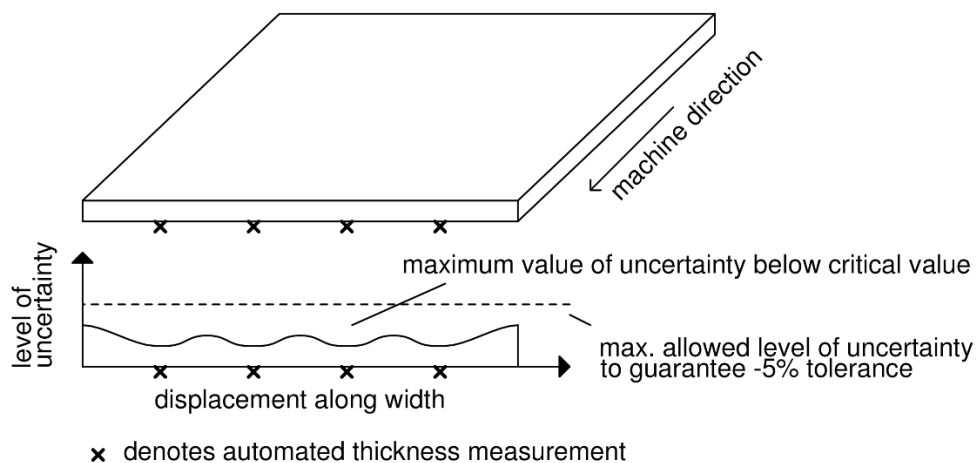 machine direction
maximum value of uncertainty below critical value
level of
uncertainty
max. allowed level of uncertainty
to guarantee -5% tolerance
displacement along width
× denotes automated thickness measurement